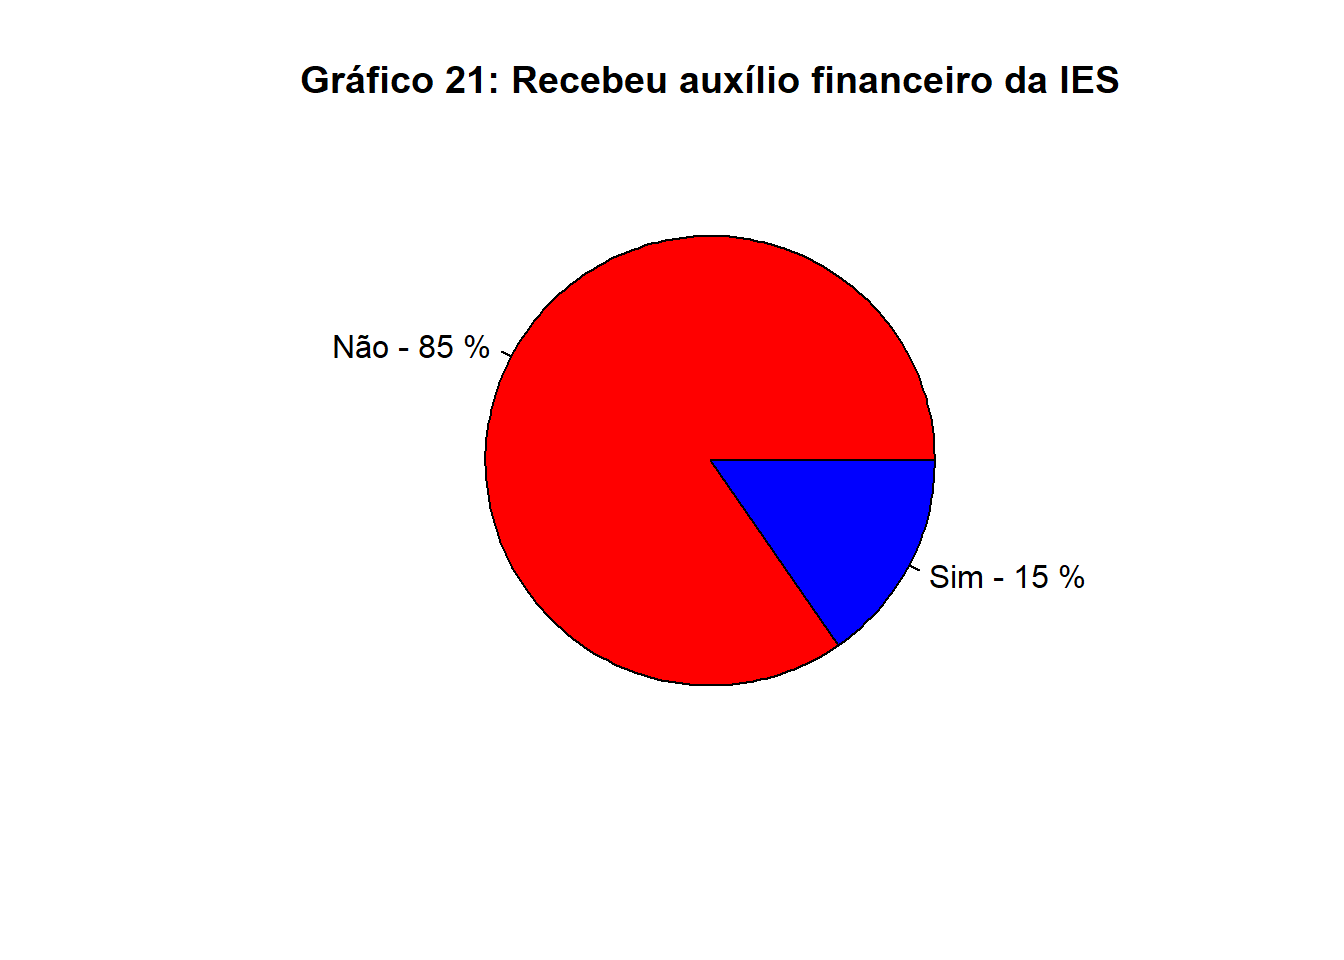 Gráfico 21: Recebeu auxílio financeiro da IES
Não - 85 %
Sim - 15 %